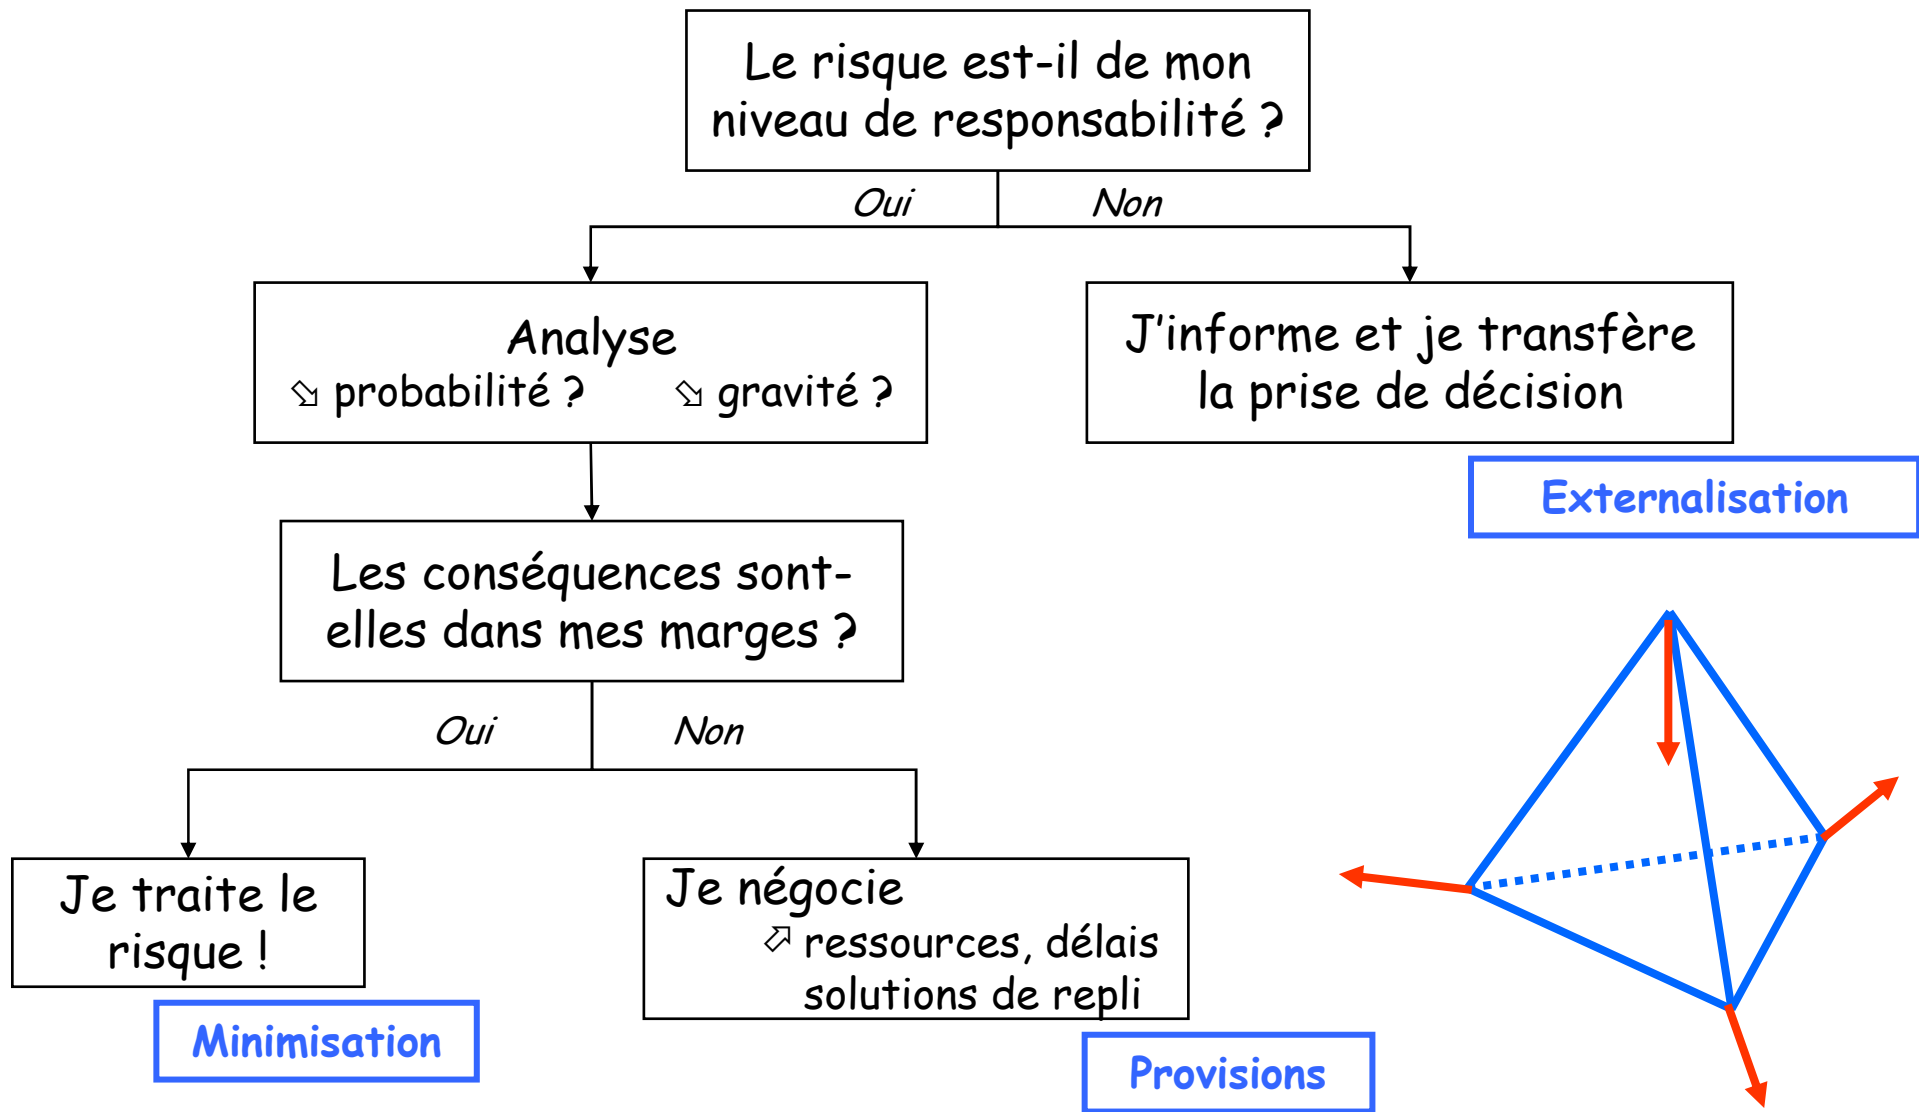 Le risque est-il de mon
niveau de responsabilité ?
Oui
Non
Analyse
⬂ probabilité ? ⬂ gravité ?
J'informe et je transfère
la prise de décision
Externalisation
Les conséquences sont-
elles dans mes marges ?
Oui
Non
Je traite le
risque !
Minimisation
Je négocie
⬀ ressources, délais
solutions de repli
Provisions